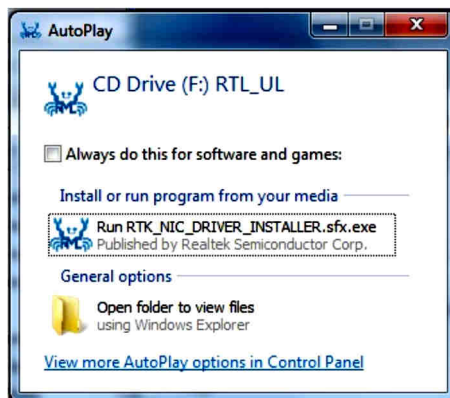 AutoPlay
CD Drive (F:) RTL_UL
Always do this for software and games:
Install or run program from your media
Run RTK_NIC_DRIVER_INSTALLER.sfx.exe
Published by Realtek Semiconductor Corp.
General options
Open folder to view files
using Windows Explorer
View more AutoPlay options in Control Panel